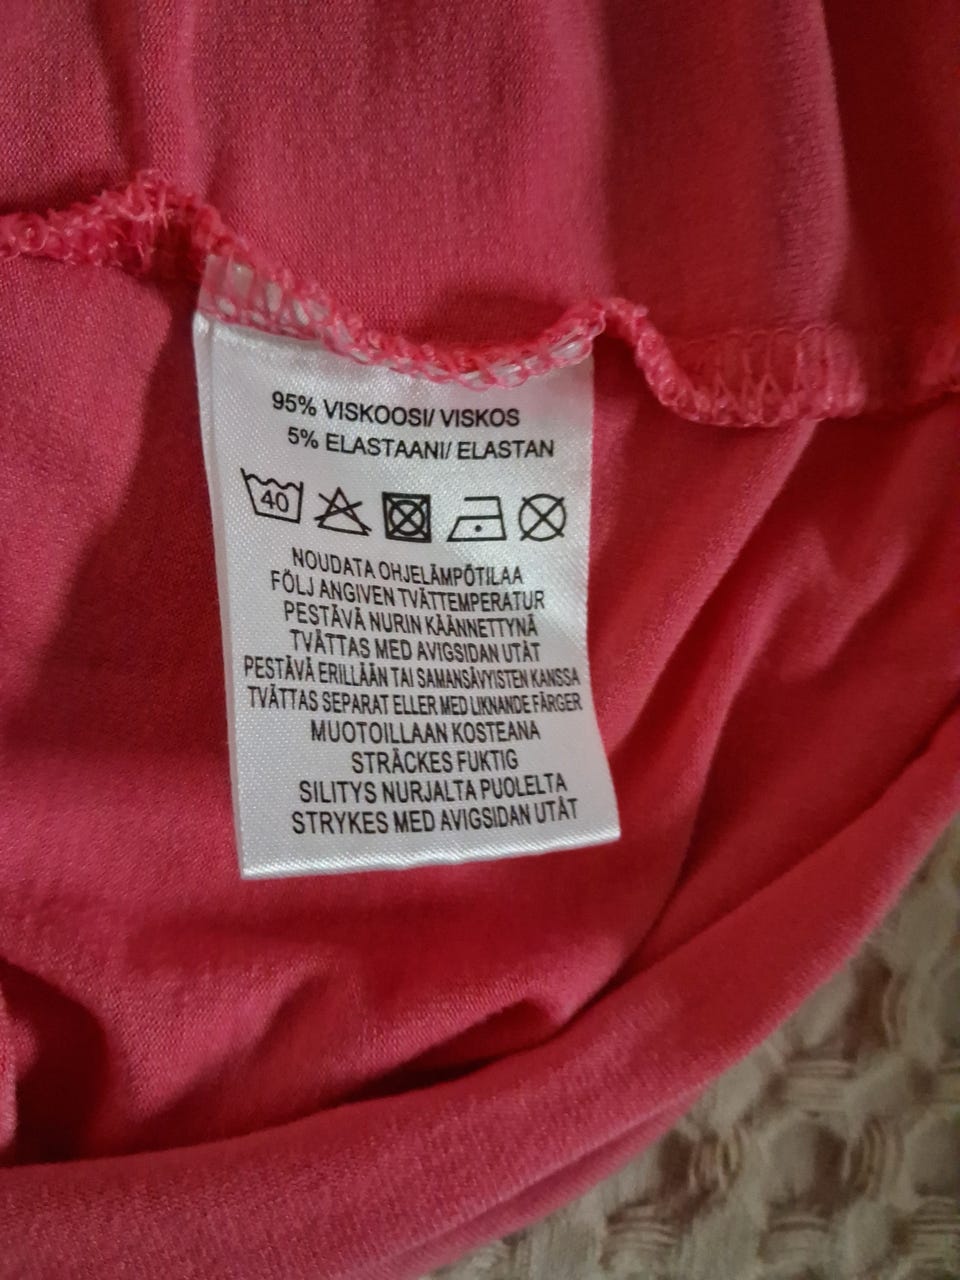 95% VISKOOSI/ VISKOS
5% ELASTAANI/ ELASTAN
40
NOUDATA OHJELÄMPÖTILAA
FÖLJ ANGIVEN TVÄTTEMPERATUR
PESTÄVÄ NURIN KÄÄNNETTYNÄ
TVÄTTAS MED AVIGSIDAN UTÅT
PESTÄVÄ ERILLÄÄN TAI SAMANSÄVYISTEN KANSSA
TVÄTTAS SEPARAT ELLER MED LIKNANDE FÄRGER
MUOTOILLAAN KOSTEANA
STRÄCKES FUKTIG
SILITYS NURJALTA PUOLELTA
STRYKES MED AVIGSIDAN UTÅT